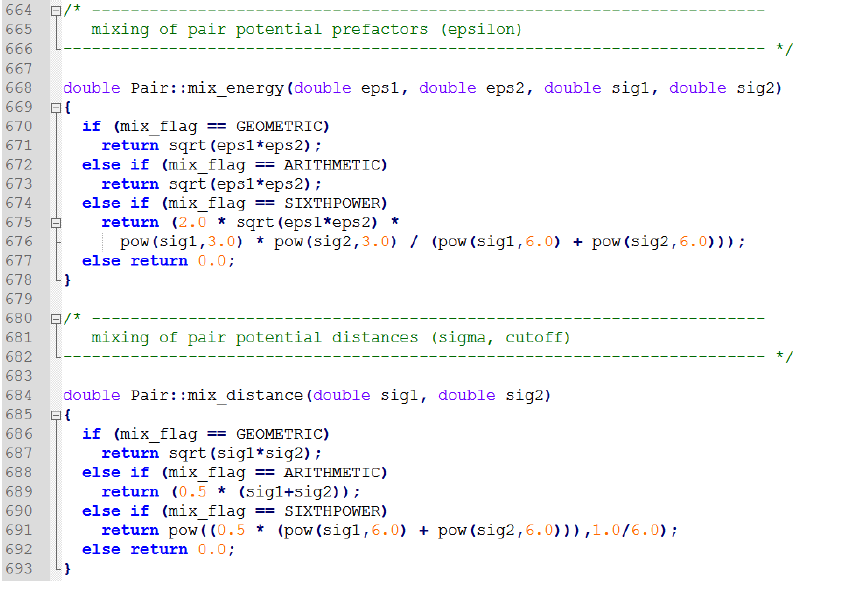 664 /* ----------------------------------------------------------------------
665 mixing of pair potential prefactors (epsilon)
666 ------------------------------------------------------------------------- */
667
668 double Pair::mix_energy(double eps1, double eps2, double sig1, double sig2)
669 {
670 if (mix_flag == GEOMETRIC)
671 return sqrt(eps1*eps2);
672 else if (mix_flag == ARITHMETIC)
673 return sqrt(eps1*eps2);
674 else if (mix_flag == SIXTHPOWER)
675 return (2.0 * sqrt(eps1*eps2) *
676 pow(sig1,3.0) * pow(sig2,3.0) / (pow(sig1,6.0) + pow(sig2,6.0)));
677 else return 0.0;
678 }
679
680 /* ----------------------------------------------------------------------
681 mixing of pair potential distances (sigma, cutoff)
682 ------------------------------------------------------------------------- */
683
684 double Pair::mix_distance(double sig1, double sig2)
685 {
686 if (mix_flag == GEOMETRIC)
687 return sqrt(sig1*sig2);
688 else if (mix_flag == ARITHMETIC)
689 return (0.5 * (sig1+sig2));
690 else if (mix_flag == SIXTHPOWER)
691 return pow((0.5 * (pow(sig1,6.0) + pow(sig2,6.0))),1.0/6.0);
692 else return 0.0;
693 }